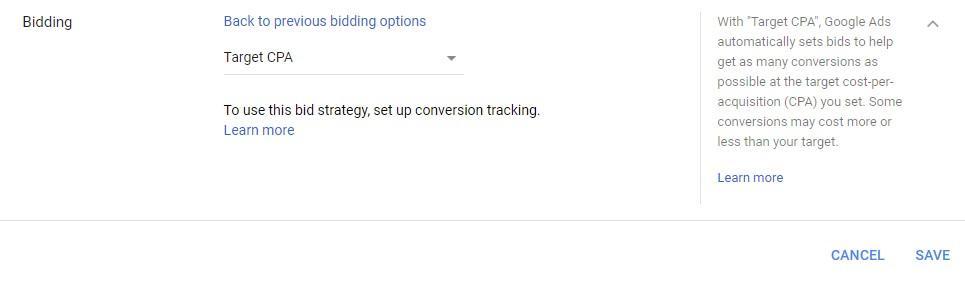 Bidding
Back to previous bidding options
Target CPA
To use this bid strategy, set up conversion tracking.
Learn more
With "Target CPA", Google Ads
automatically sets bids to help
get as many conversions as
possible at the target cost-per-
acquisition (CPA) you set. Some
conversions may cost more or
less than your target.
Learn more
CANCEL SAVE